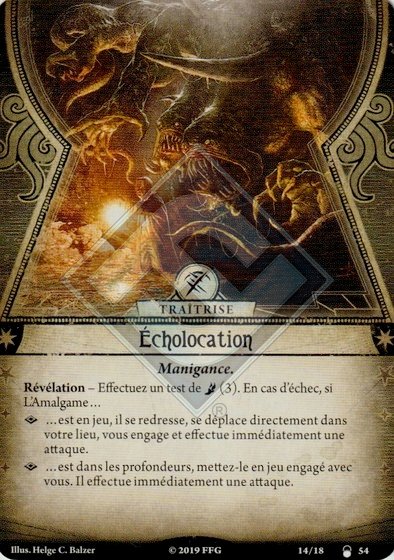 TRAÎTRISE
Écholocation
Manigance.
Révélation – Effectuez un test de (3). En cas d'échec, si
L'Amalgame…
…est en jeu, il se redresse, se déplace directement dans
votre lieu, vous engage et effectue immédiatement une
attaque.
…est dans les profondeurs, mettez-le en jeu engagé avec
vous. Il effectue immédiatement une attaque.
Illus. Helge C. Balzer © 2019 FFG 14/18 54
®